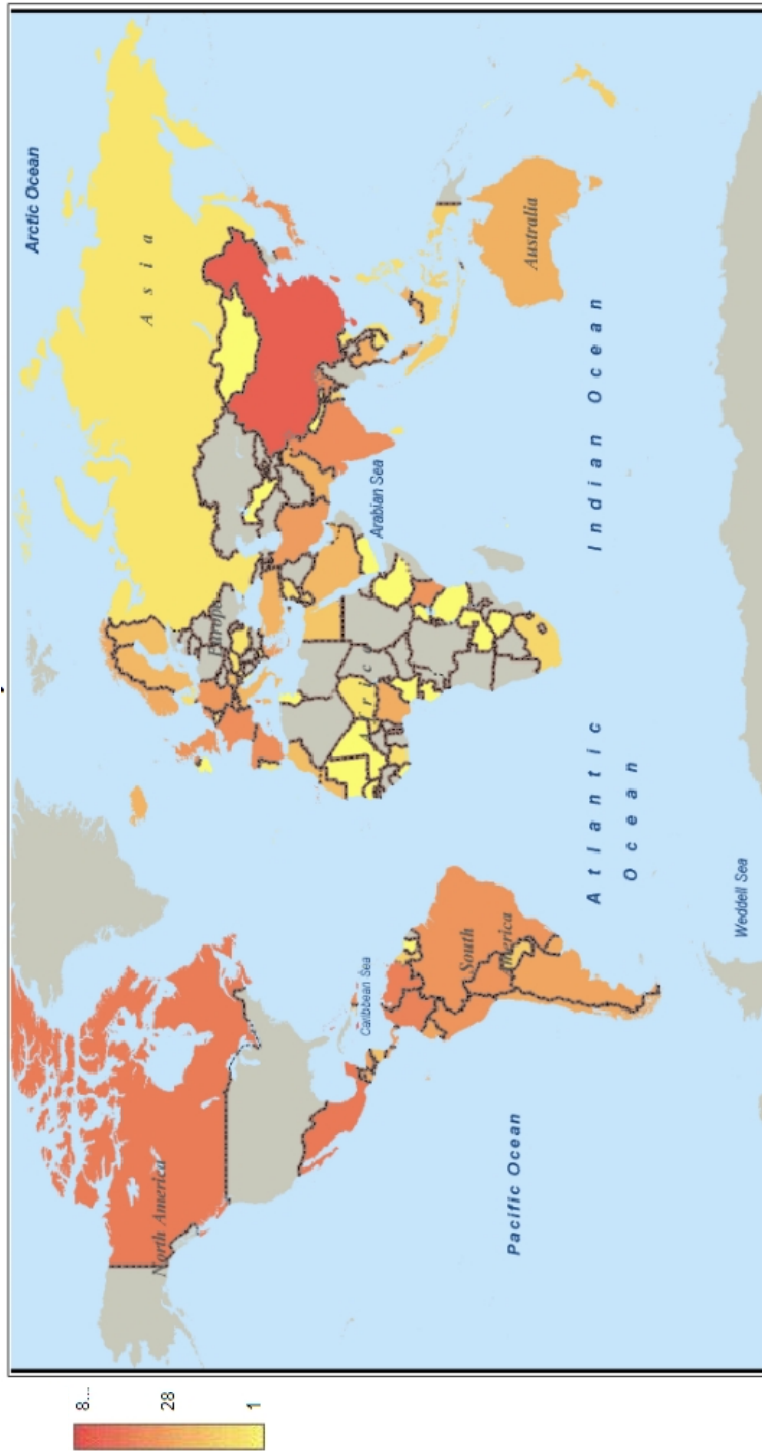 8...
28
1
Arctic Ocean
A s i a
Europe
North America
Caribbean Sea
Arabian Sea
South
America
Pacific Ocean
Atlantic
Ocean
Indian Ocean
Australia
Weddell Sea